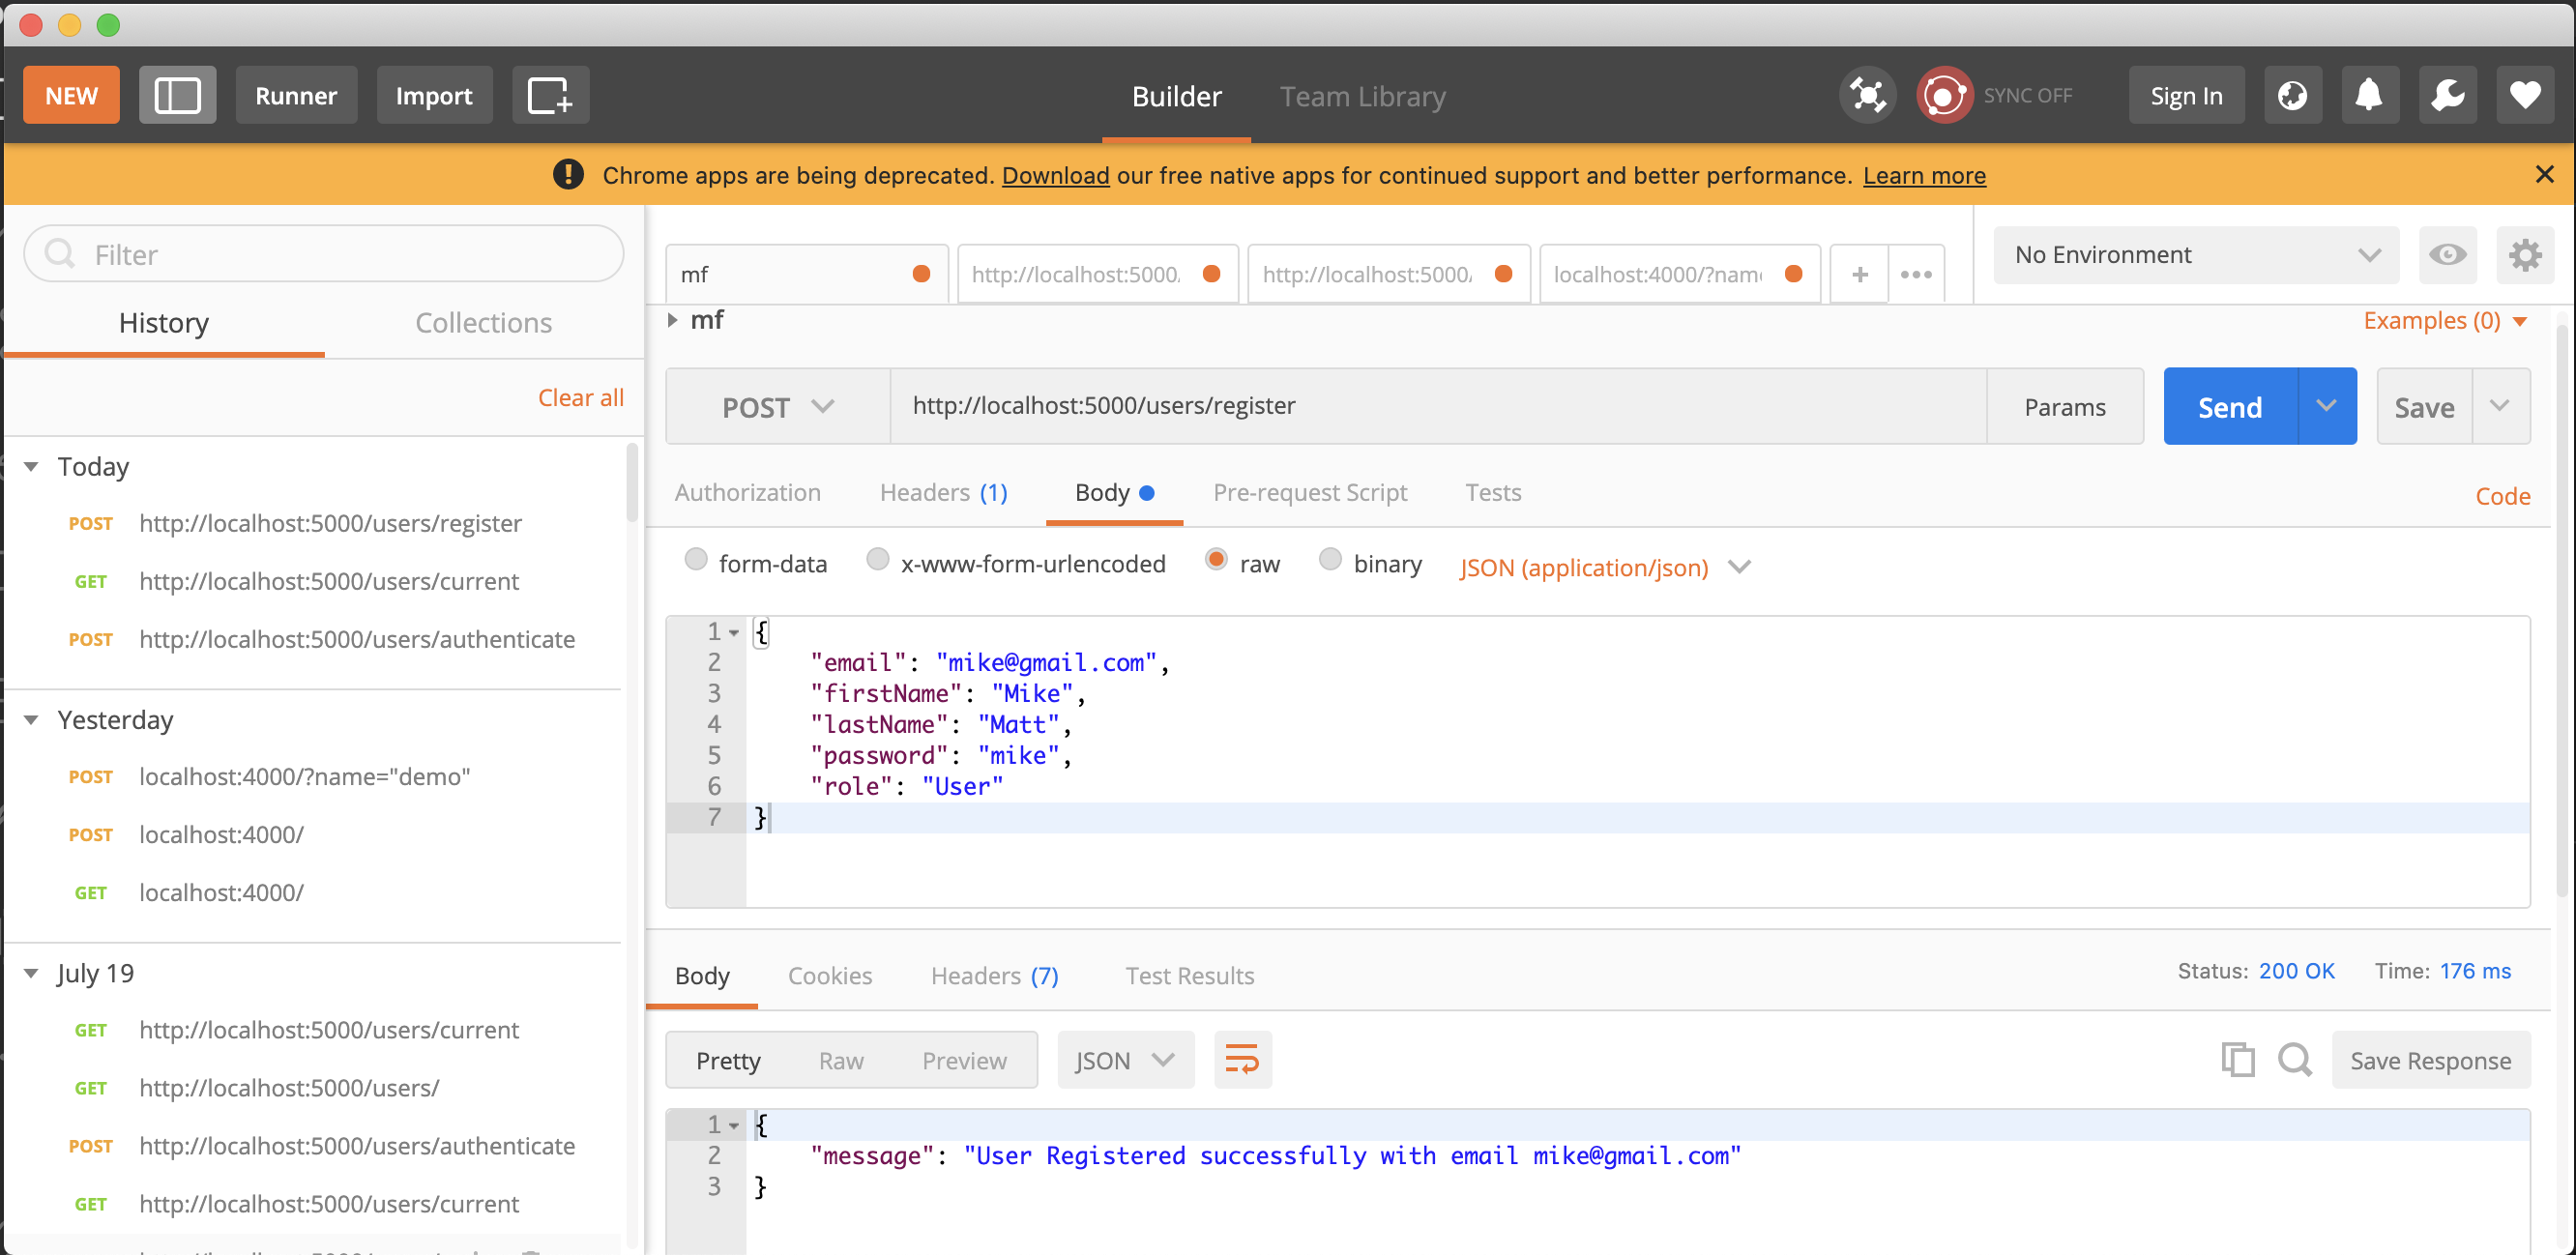 NEW
Runner
Import
Builder
Team Library
SYNC OFF
Sign In
Chrome apps are being deprecated. Download our free native apps for continued support and better performance. Learn more
Filter
History
Collections
Clear all
Today
POST http://localhost:5000/users/register
GET http://localhost:5000/users/current
POST http://localhost:5000/users/authenticate
Yesterday
POST localhost:4000/?name="demo"
POST localhost:4000/
GET localhost:4000/
July 19
GET http://localhost:5000/users/current
GET http://localhost:5000/users/
POST http://localhost:5000/users/authenticate
GET http://localhost:5000/users/current
mf
http://localhost:5000/
http://localhost:5000/
localhost:4000/?nam
No Environment
mf
Examples (0)
POST
http://localhost:5000/users/register
Params
Send
Save
Authorization
Headers (1)
Body
Pre-request Script
Tests
Code
form-data
x-www-form-urlencoded
raw
binary
JSON (application/json)
1 {
2 "email": "mike@gmail.com",
3 "firstName": "Mike",
4 "lastName": "Matt",
5 "password": "mike",
6 "role": "User"
7 }
Body
Cookies
Headers (7)
Test Results
Status: 200 OK
Time: 176 ms
Pretty
Raw
Preview
JSON
Save Response
1 {
2 "message": "User Registered successfully with email mike@gmail.com"
3 }